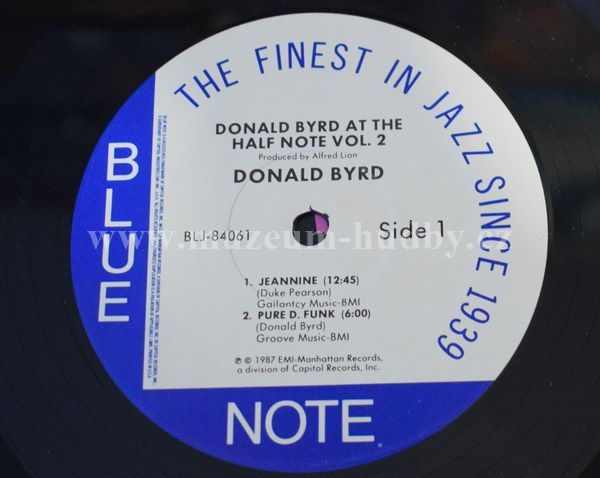 THE FINEST IN JAZZ SINCE 1939
DONALD BYRD AT THE
HALF NOTE VOL. 2
Produced by Alfred Lion
DONALD BYRD
BLJ-84061
Side 1
www.muzeum-hudby.cz
1. JEANNINE (12:45)
(Duke Pearson)
Gailantcy Music-BMI
2. PURE D. FUNK (6:00)
(Donald Byrd)
Groove Music-BMI
℗ © 1987 EMI-Manhattan Records,
a division of Capitol Records, Inc.
BLUE
NOTE